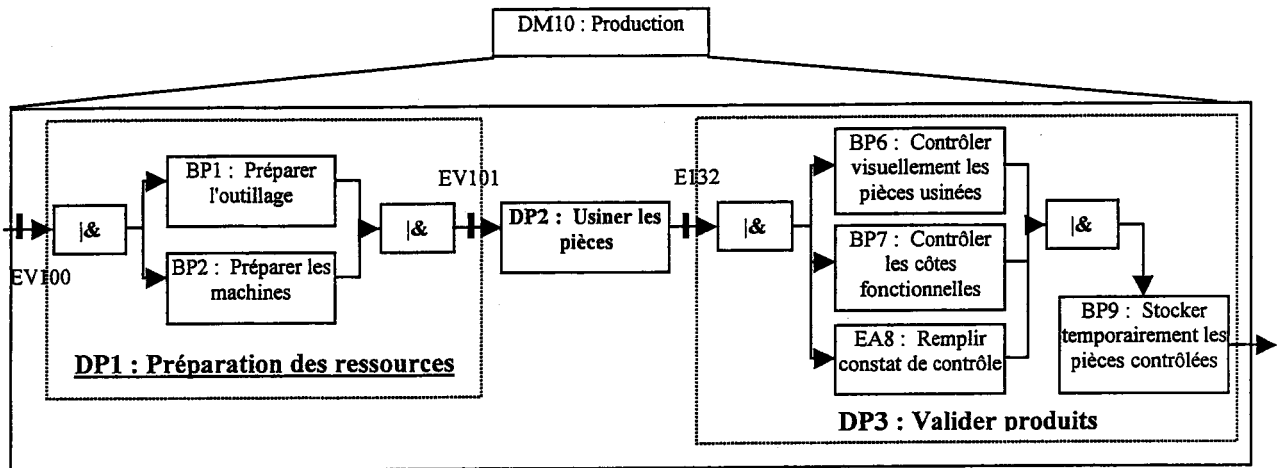 DM10 : Production
EV100
|&
BP1 : Préparer
l'outillage
BP2 : Préparer les
machines
|&
DP1 : Préparation des ressources
EV101
DP2 : Usiner les
pièces
E132
|&
BP6 : Contrôler
visuellement les
pièces usinées
BP7 : Contrôler
les côtes
fonctionnelles
EA8 : Remplir
constat de contrôle
|&
BP9 : Stocker
temporairement les
pièces contrôlées
DP3 : Valider produits